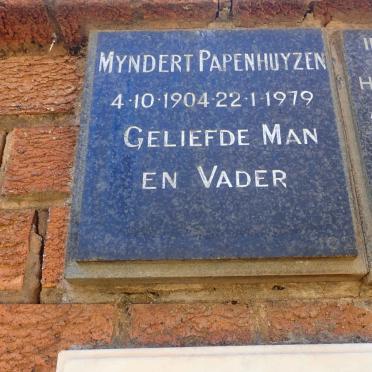 Myndert Papenhuyzen
4·10·1904-22·1·1979
Geliefde Man
en Vader